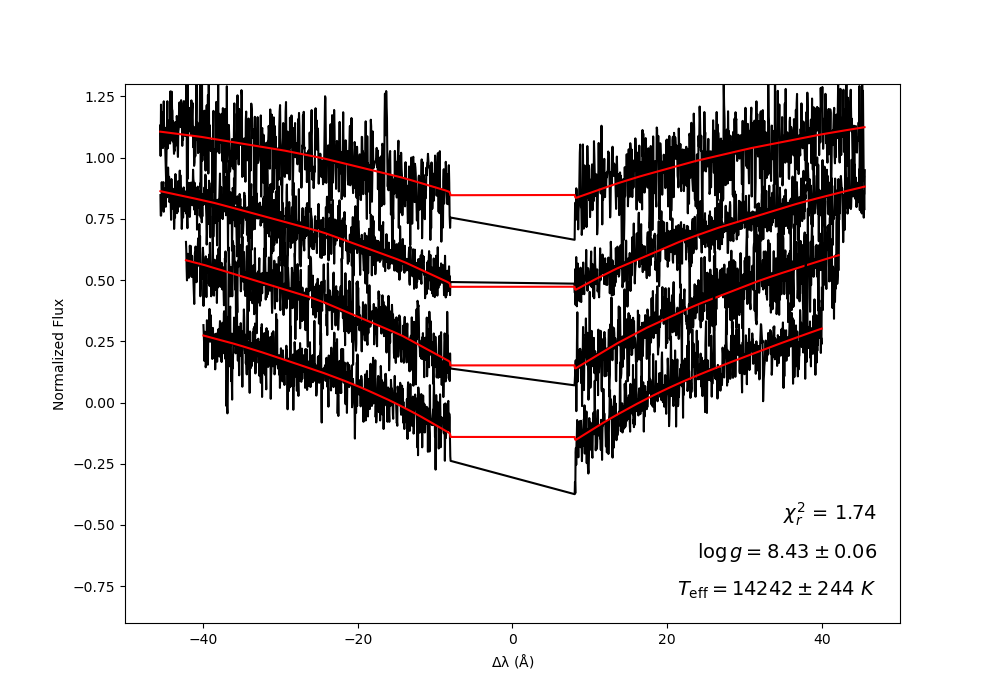 1.25
1.00
0.75
0.50
0.25
0.00
−0.25
−0.50
−0.75
Normalized Flux
χ²ᵣ = 1.74
log g = 8.43 ± 0.06
T_eff = 14242 ± 244 K
−40 −20 0 20 40
Δλ (Å)